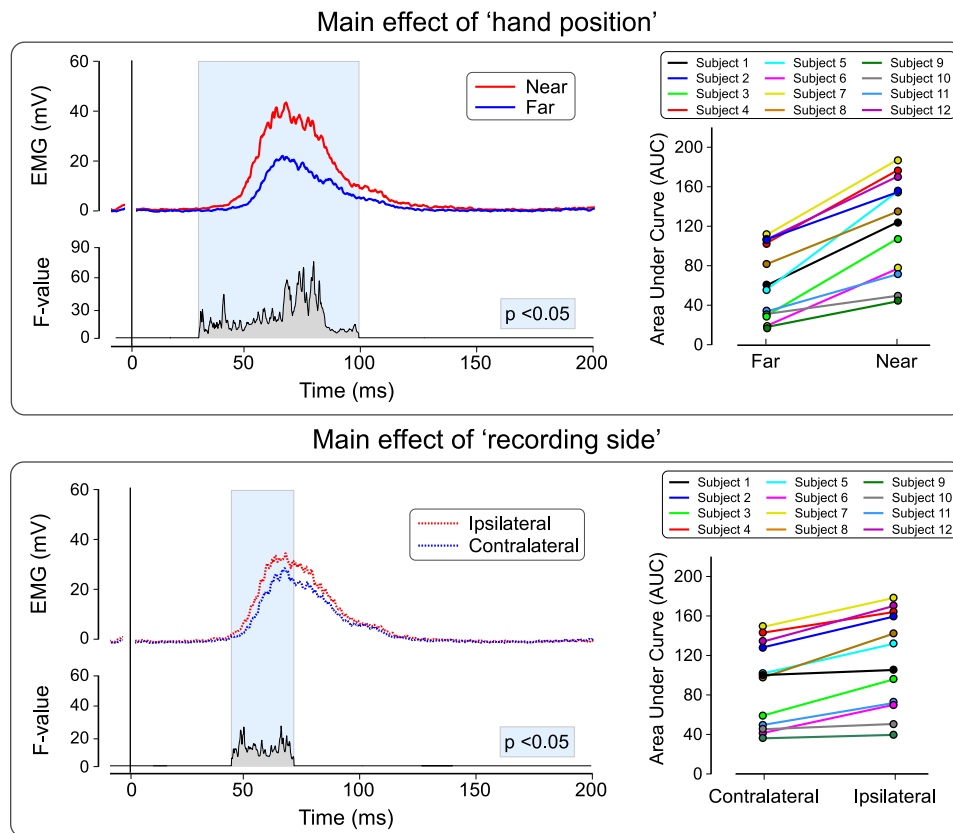 Main effect of ‘hand position’
EMG (mV)
60
40
20
0
Near
Far
F-value
90
60
30
0
p <0.05
0
50
100
150
200
Time (ms)
Subject 1
Subject 2
Subject 3
Subject 4
Subject 5
Subject 6
Subject 7
Subject 8
Subject 9
Subject 10
Subject 11
Subject 12
Area Under Curve (AUC)
200
160
120
80
40
0
Far
Near
Main effect of ‘recording side’
EMG (mV)
60
40
20
0
Ipsilateral
Contralateral
F-value
60
40
20
0
p <0.05
0
50
100
150
200
Time (ms)
Subject 1
Subject 2
Subject 3
Subject 4
Subject 5
Subject 6
Subject 7
Subject 8
Subject 9
Subject 10
Subject 11
Subject 12
Area Under Curve (AUC)
200
160
120
80
40
0
Contralateral
Ipsilateral